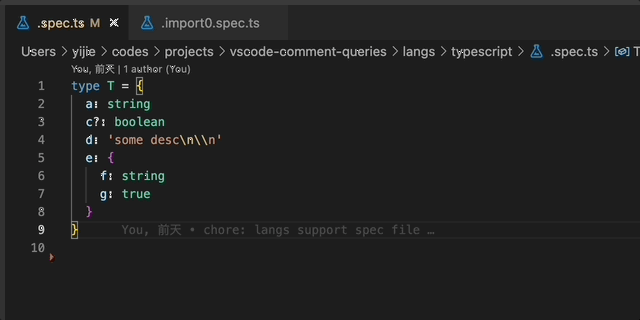 .spec.ts M × .import0.spec.ts
Users > yijie > codes > projects > vscode-comment-queries > langs > typescript > .spec.ts > T
You, 前天 | 1 author (You)
1 type T = {
2 a: string
3 c?: boolean
4 d: 'some desc\n\\n'
5 e: {
6 f: string
7 g: true
8 }
9 } You, 前天 • chore: langs support spec file …
10